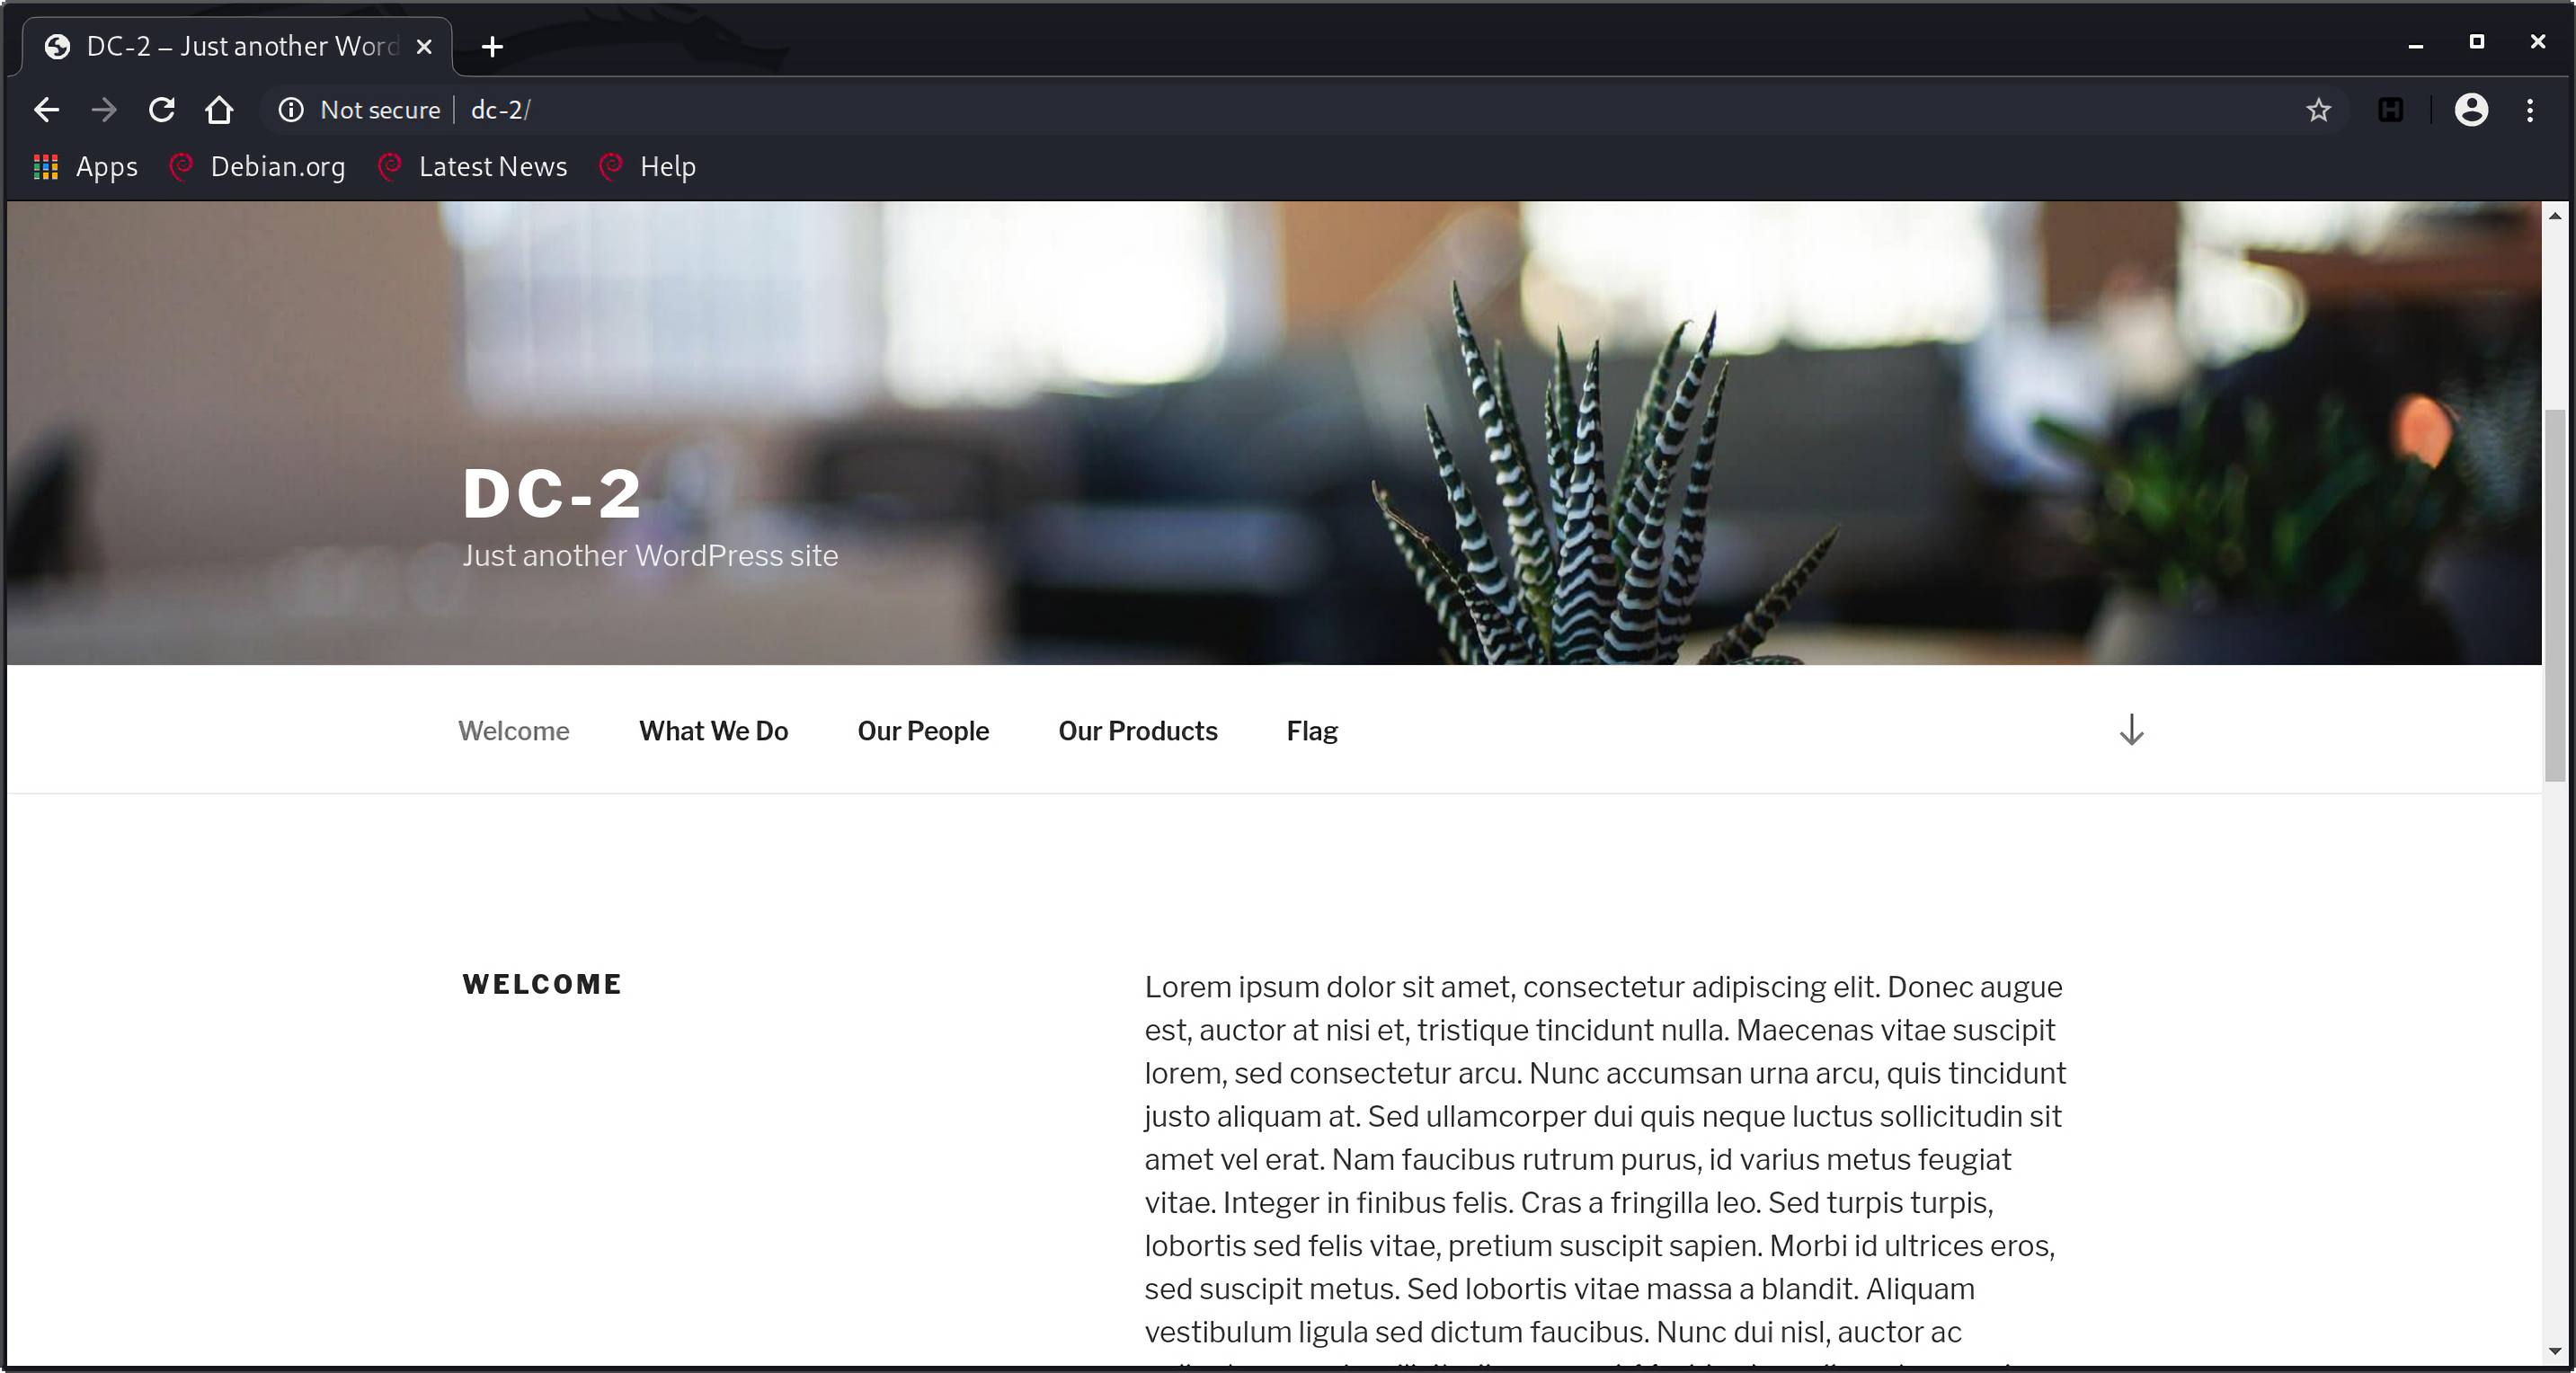 DC-2 – Just another Word
Not secure dc-2/
Apps Debian.org Latest News Help
DC-2
Just another WordPress site
Welcome What We Do Our People Our Products Flag
WELCOME
Lorem ipsum dolor sit amet, consectetur adipiscing elit. Donec augue
est, auctor at nisi et, tristique tincidunt nulla. Maecenas vitae suscipit
lorem, sed consectetur arcu. Nunc accumsan urna arcu, quis tincidunt
justo aliquam at. Sed ullamcorper dui quis neque luctus sollicitudin sit
amet vel erat. Nam faucibus rutrum purus, id varius metus feugiat
vitae. Integer in finibus felis. Cras a fringilla leo. Sed turpis turpis,
lobortis sed felis vitae, pretium suscipit sapien. Morbi id ultrices eros,
sed suscipit metus. Sed lobortis vitae massa a blandit. Aliquam
vestibulum ligula sed dictum faucibus. Nunc dui nisl, auctor ac